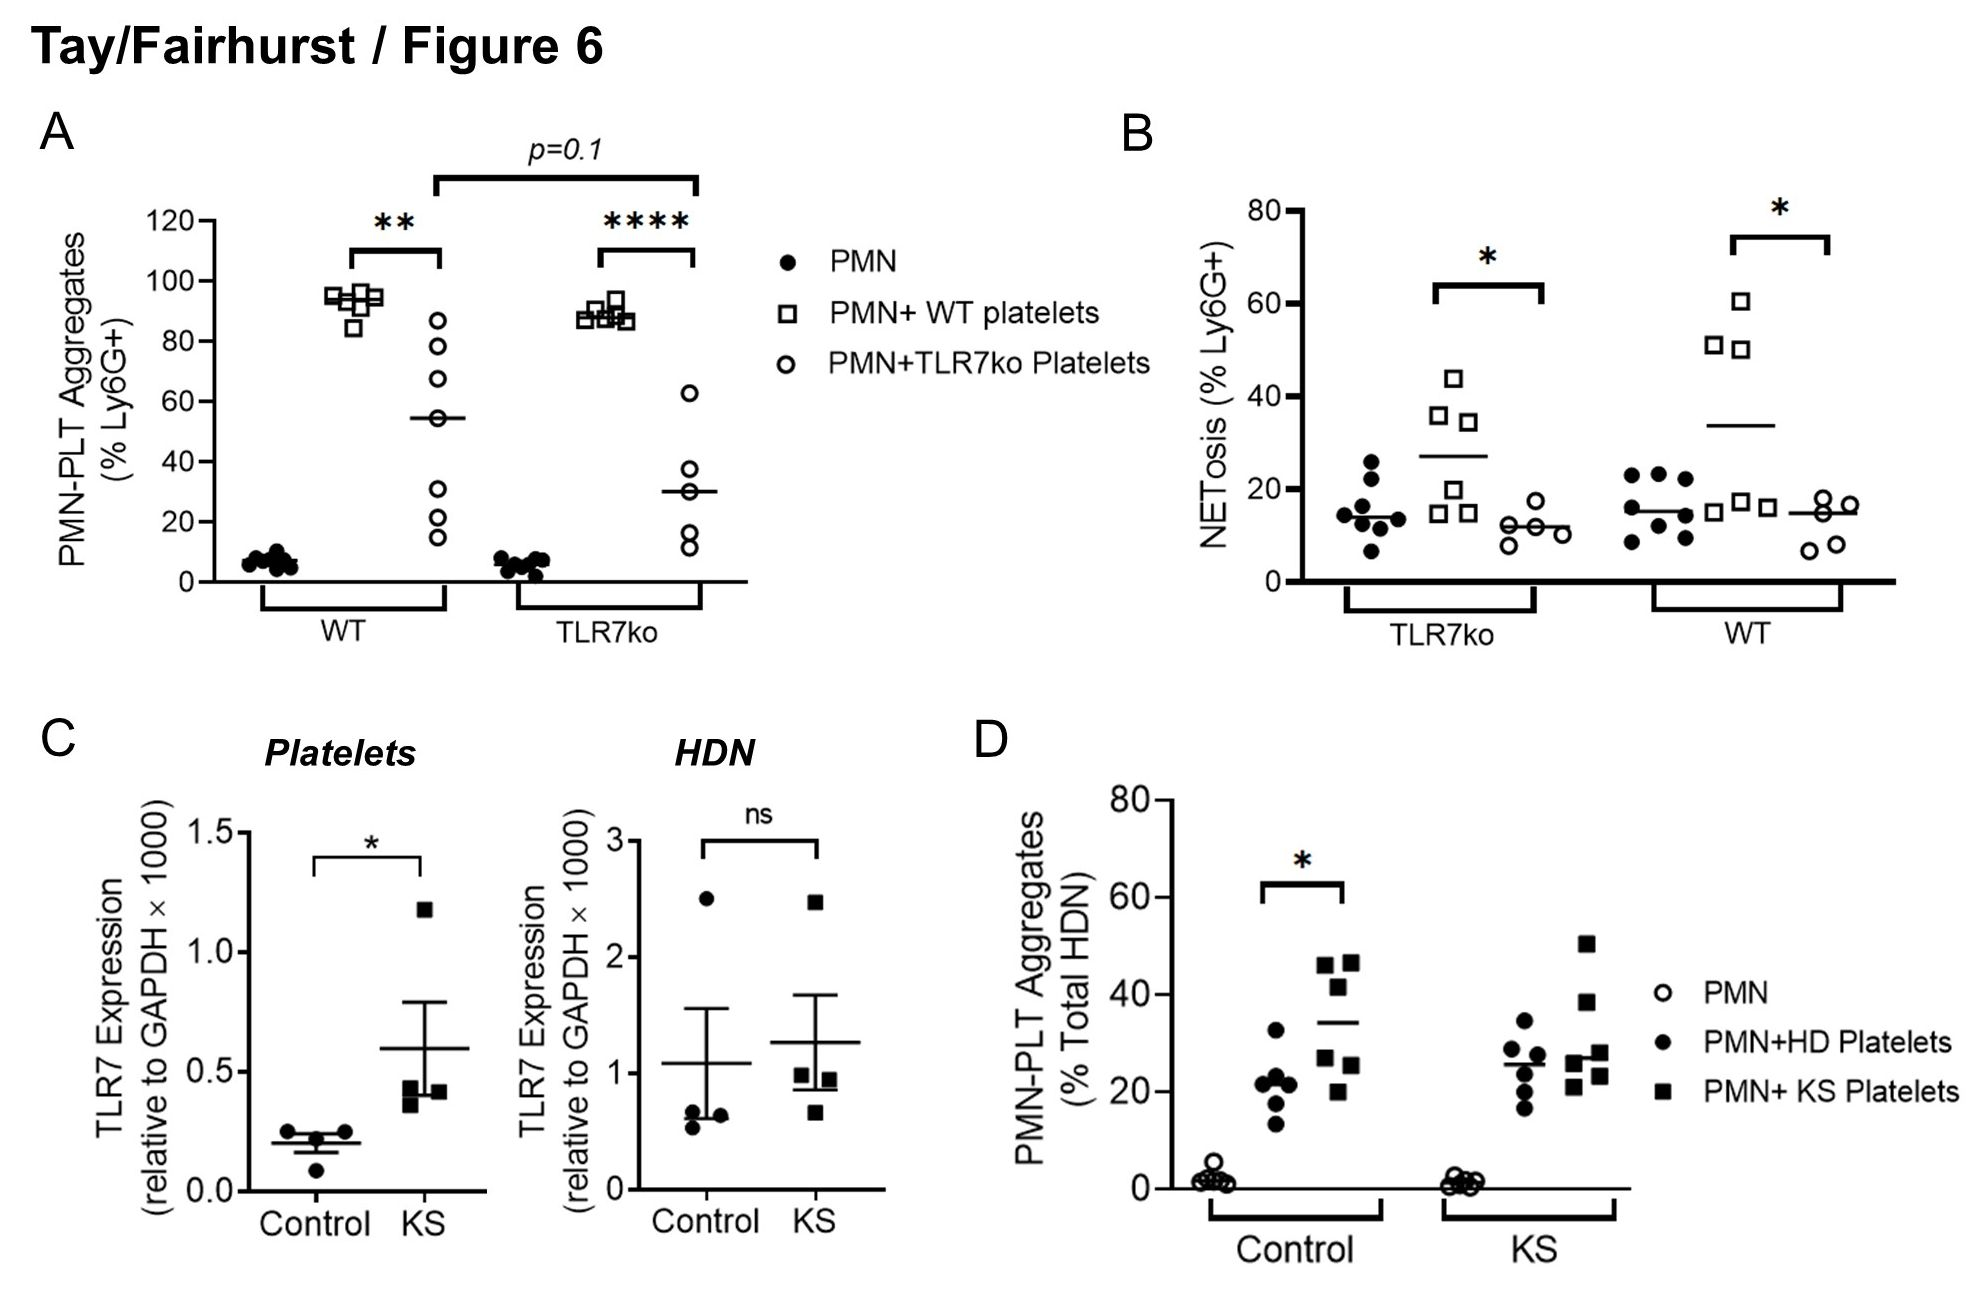 Tay/Fairhurst / Figure 6
A
p=0.1
**
****
PMN-PLT Aggregates
(% Ly6G+)
120
100
80
60
40
20
0
WT
TLR7ko
PMN
PMN+ WT platelets
PMN+TLR7ko Platelets
B
*
*
NETosis (% Ly6G+)
80
60
40
20
0
TLR7ko
WT
C
Platelets
*
TLR7 Expression
(relative to GAPDH × 1000)
1.5
1.0
0.5
0.0
Control
KS
HDN
ns
TLR7 Expression
(relative to GAPDH × 1000)
3
2
1
0
Control
KS
D
*
PMN-PLT Aggregates
(% Total HDN)
80
60
40
20
0
Control
KS
PMN
PMN+HD Platelets
PMN+ KS Platelets